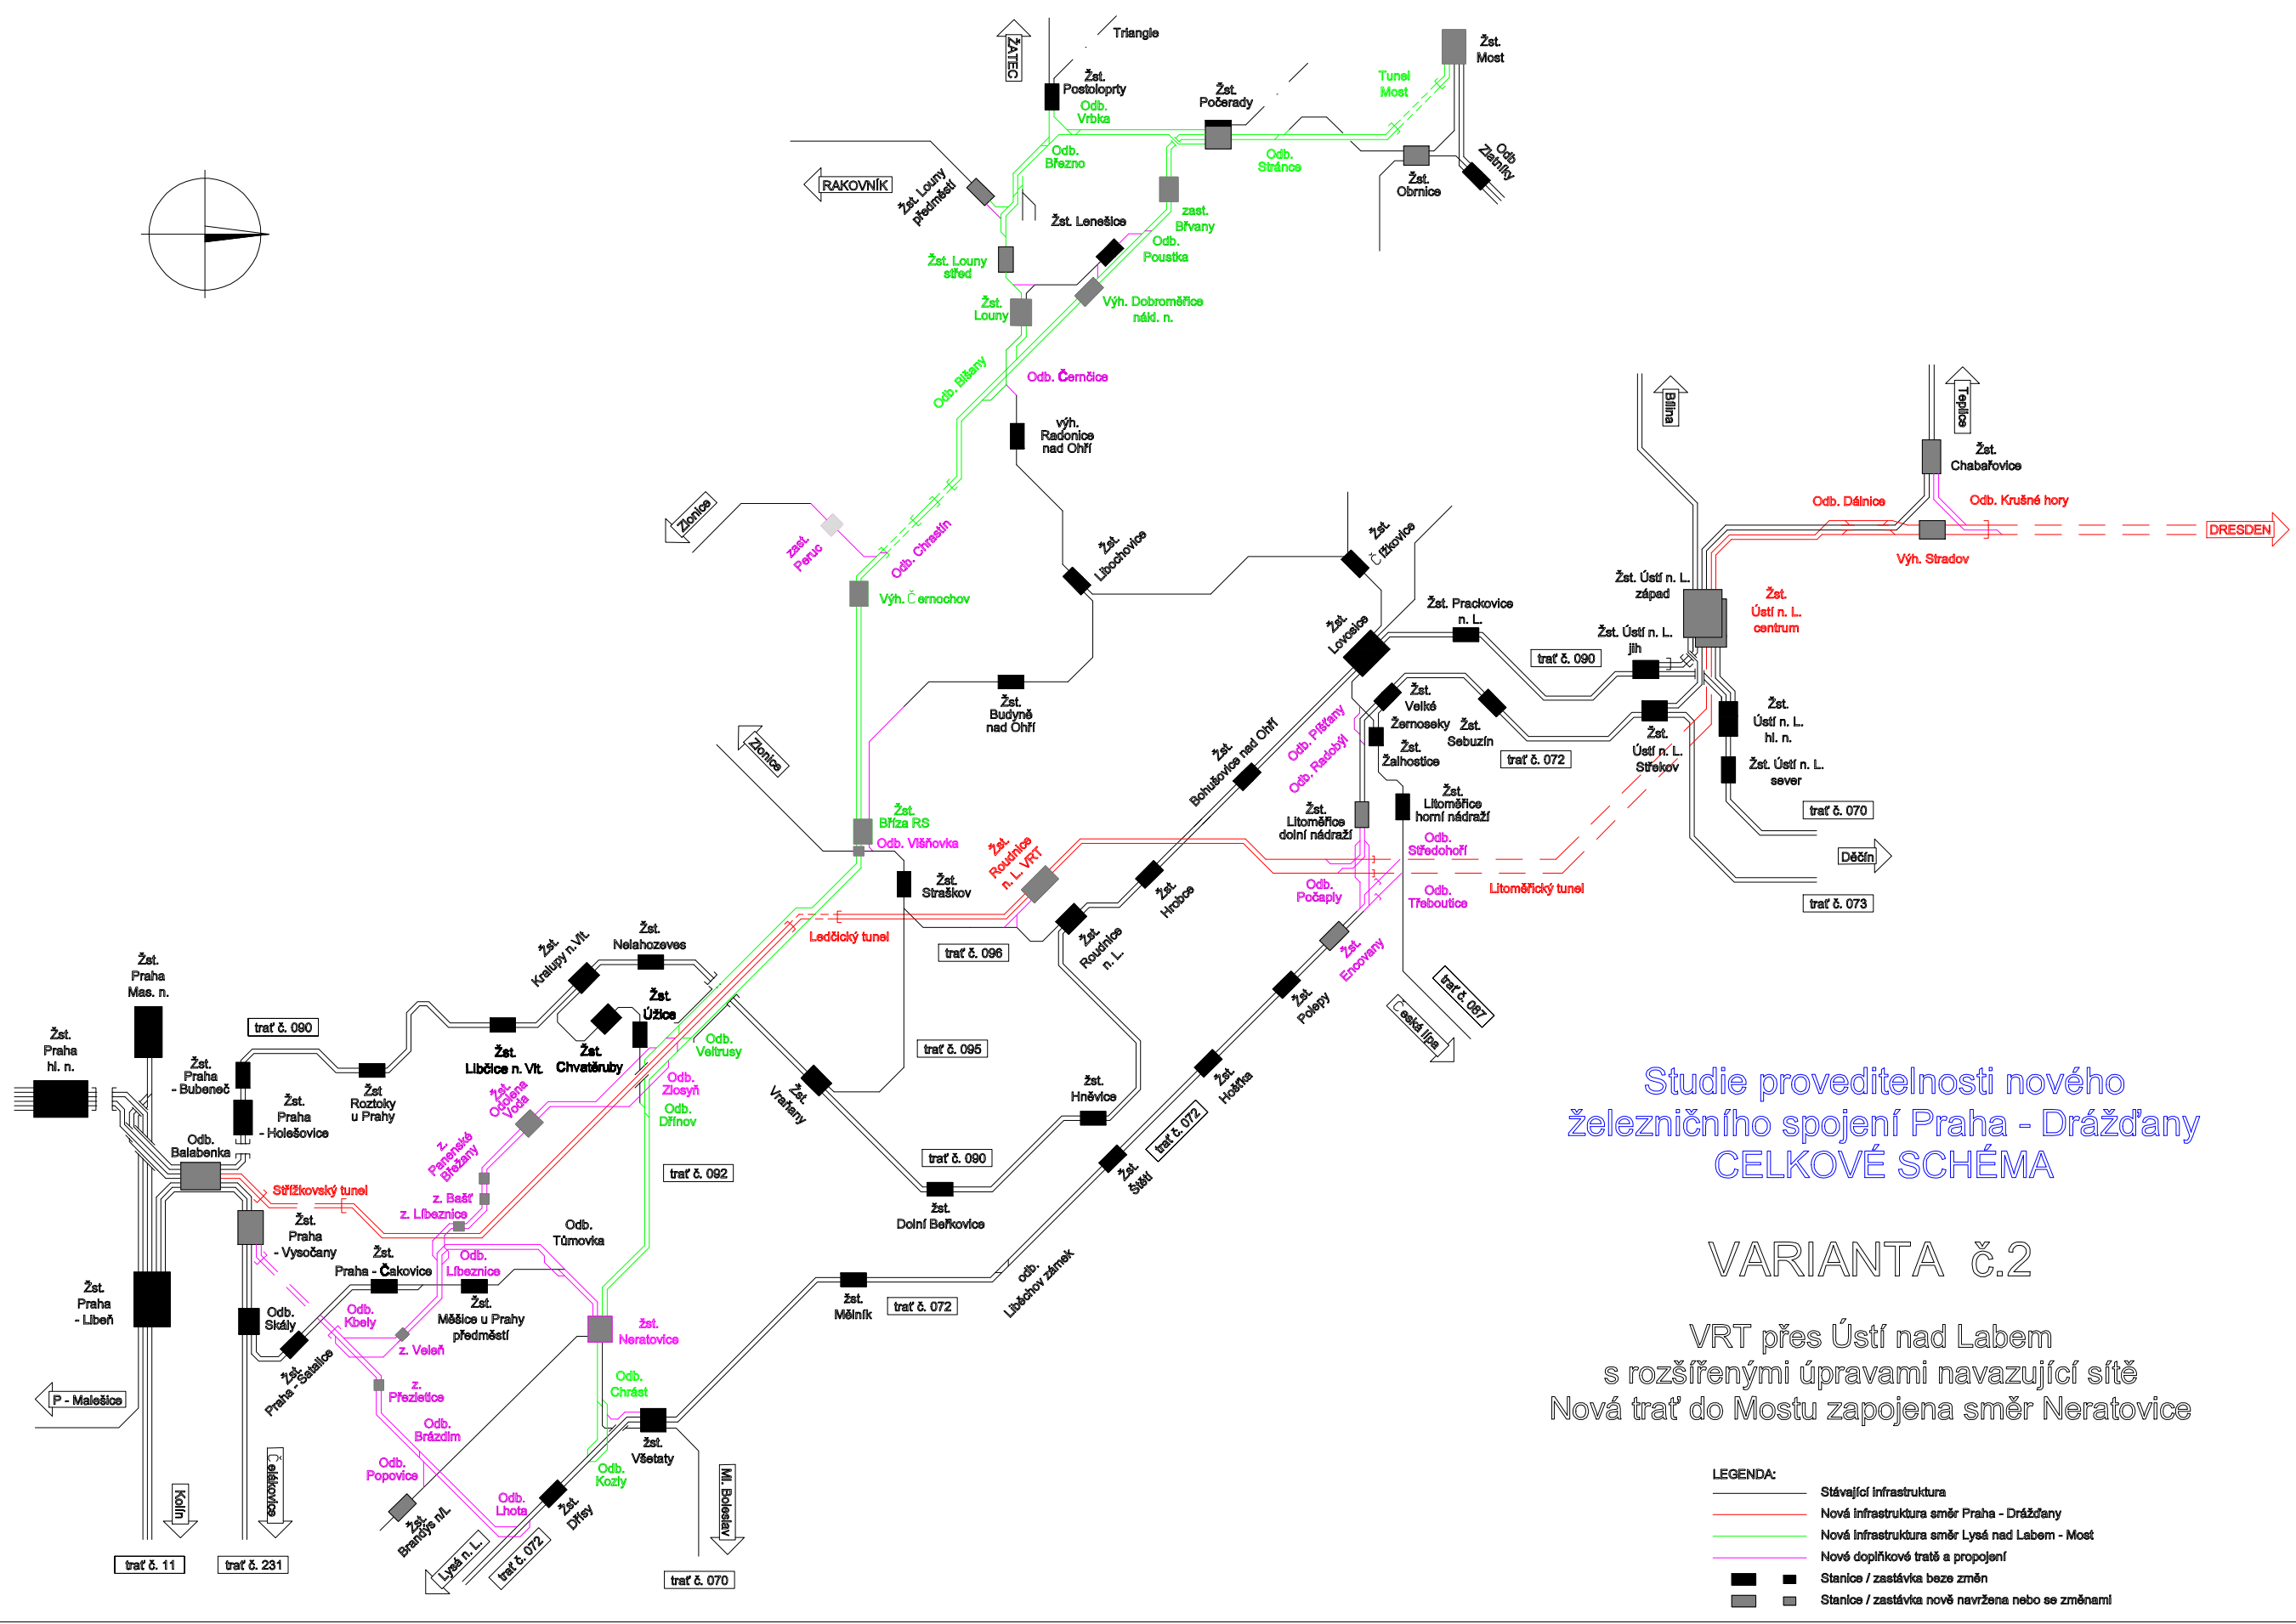 ŽATEC
Triangle
Žst.
Postoloprty
Odb.
Vrbka
Žst.
Počerady
Tunel
Most
Žst.
Most
Odb.
Březno
Odb.
Stránce
Žst.
Obrnice
Odb
Zlatníky
RAKOVNÍK
Žst. Louny
předměstí
Žst. Lenešice
zast.
Břvany
Odb.
Poustka
Žst. Louny
střed
Žst.
Louny
Výh. Dobroměřice
nákl. n.
Odb. Blšany
Odb. Černčice
výh.
Radonice
nad Ohří
Bílina
Teplice
Žst.
Chabařovice
Odb. Dálnice
Odb. Krušné hory
DRESDEN
Výh. Stradov
Zlonice
zast.
Peruc
Odb. Chrastín
Výh. Černochov
Žst.
Libochovice
Žst.
Čížkovice
Žst.
Lovosice
Žst. Prackovice
n. L.
Žst. Ústí n. L.
západ
Žst.
Ústí n. L.
centrum
Žst. Ústí n. L.
jih
trať č. 090
Žst.
Budyně
nad Ohří
Žst.
Velké
Žernoseky
Žst.
Sebuzín
trať č. 072
Žst.
Ústí n. L.
Střekov
Žst.
Ústí n. L.
hl. n.
Žst. Ústí n. L.
sever
Zlonice
Žst.
Bohušovice nad Ohří
Odb. Píšťany
Odb. Radobýl
Žst.
Žalhostice
Žst.
Litoměřice
dolní nádraží
Žst.
Litoměřice
horní nádraží
trať č. 070
Děčín
trať č. 073
Žst.
Bříza RS
Odb. Višňovka
Žst.
Straškov
Žst.
Roudnice
n. L. VRT
Žst.
Hrobce
Odb.
Středohoří
Odb.
Počaply
Odb.
Třeboutice
Litoměřický tunel
Ledčický tunel
trať č. 096
Žst.
Roudnice
n. L.
Žst.
Encovany
Žst.
Polepy
trať č. 087
Česká lípa
Žst.
Kralupy n.Vlt.
Žst.
Nelahozeves
Žst.
Praha
Mas. n.
Žst.
Praha
hl. n.
trať č. 090
Žst.
Praha
- Bubeneč
Žst
Roztoky
u Prahy
Žst.
Libčice n. Vlt.
Žst.
Chvatěruby
Žst.
Úžice
Odb.
Veltrusy
trať č. 095
Žst.
Praha
- Holešovice
Odb.
Balabenka
Žst.
Odolena
Voda
Odb.
Zlosyň
Odb.
Dřínov
Žst.
Vraňany
žst.
Hněvice
Žst.
Hoštka
trať č. 072
Žst.
Štětí
z.
Panenské
Břežany
z. Bašť
z. Líbeznice
trať č. 092
trať č. 090
žst.
Dolní Beřkovice
Střížkovský tunel
Žst.
Praha
- Vysočany
Odb.
Tůmovka
Odb.
Líbeznice
Žst.
Praha - Čakovice
Žst.
Měšice u Prahy
předměstí
Žst.
Praha
- Libeň
Odb.
Skály
Odb.
Kbely
z. Veleň
Žst.
Praha - Satalice
žst.
Neratovice
žst.
Mělník
trať č. 072
odb.
Liběchov zámek
P - Malešice
z.
Přezletice
Odb.
Brázdim
Odb.
Popovice
Odb.
Lhota
Odb.
Chrást
žst.
Všetaty
Odb.
Kozly
Žst.
Dřísy
Žst.
Brandýs n/L
Kolín
Čelákovice
Lysá n. L.
trať č. 072
Ml. Boleslav
trať č. 11
trať č. 231
trať č. 070
Studie proveditelnosti nového
železničního spojení Praha - Drážďany
CELKOVÉ SCHÉMA
VARIANTA č.2
VRT přes Ústí nad Labem
s rozšířenými úpravami navazující sítě
Nová trať do Mostu zapojena směr Neratovice
LEGENDA:
Stávající infrastruktura
Nová infrastruktura směr Praha - Drážďany
Nová infrastruktura směr Lysá nad Labem - Most
Nové doplňkové tratě a propojení
Stanice / zastávka beze změn
Stanice / zastávka nově navržena nebo se změnami